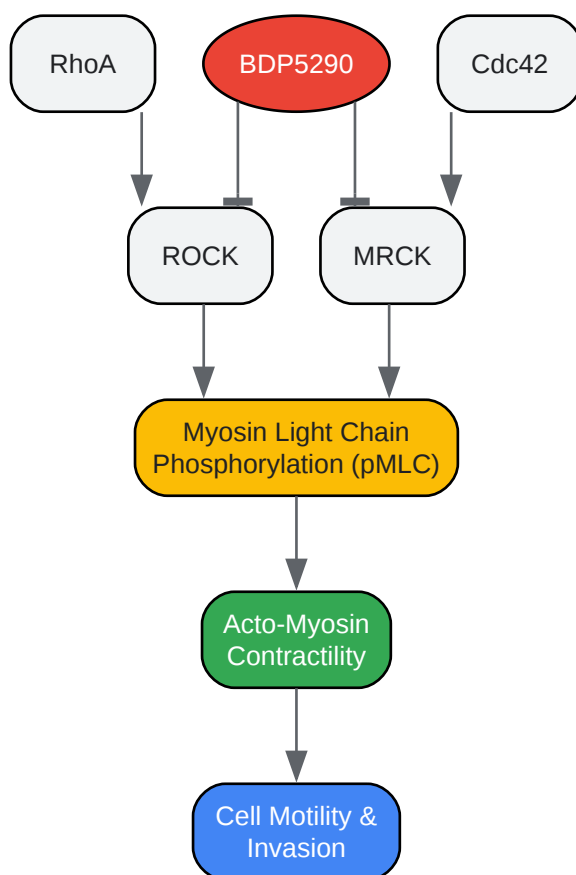 RhoA
BDP5290
Cdc42
ROCK
MRCK
Myosin Light Chain
Phosphorylation (pMLC)
Acto-Myosin
Contractility
Cell Motility &
Invasion